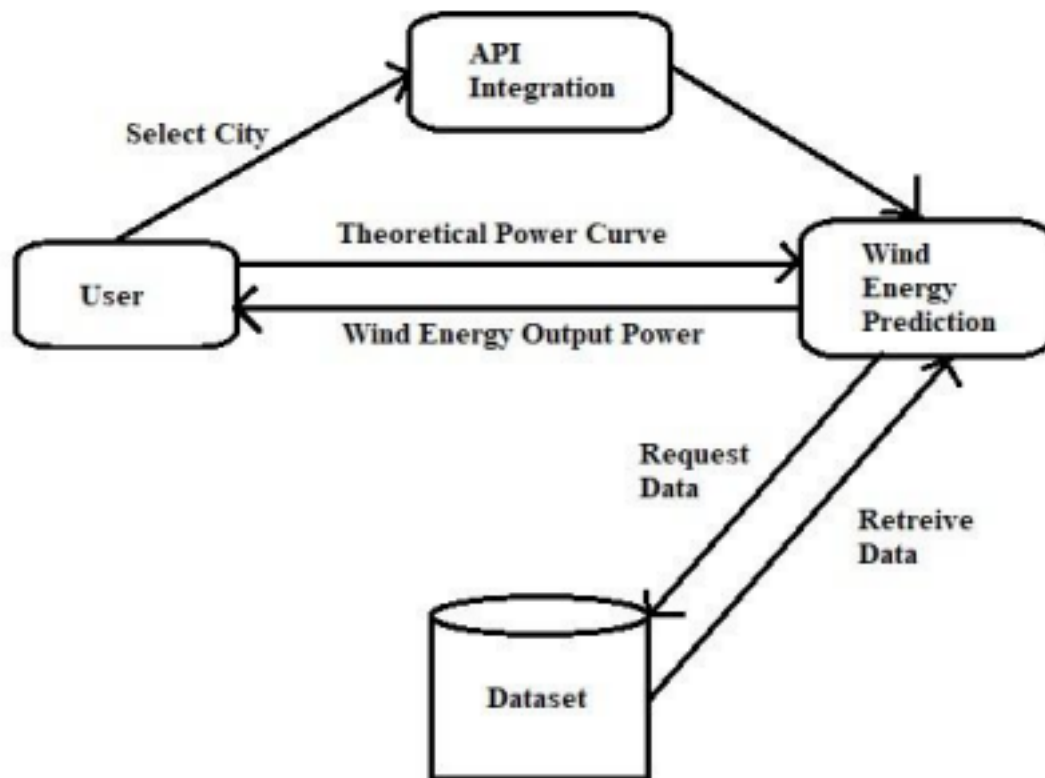 API
Integration
Select City
Theoretical Power Curve
User
Wind
Energy
Prediction
Wind Energy Output Power
Request
Data
Retreive
Data
Dataset